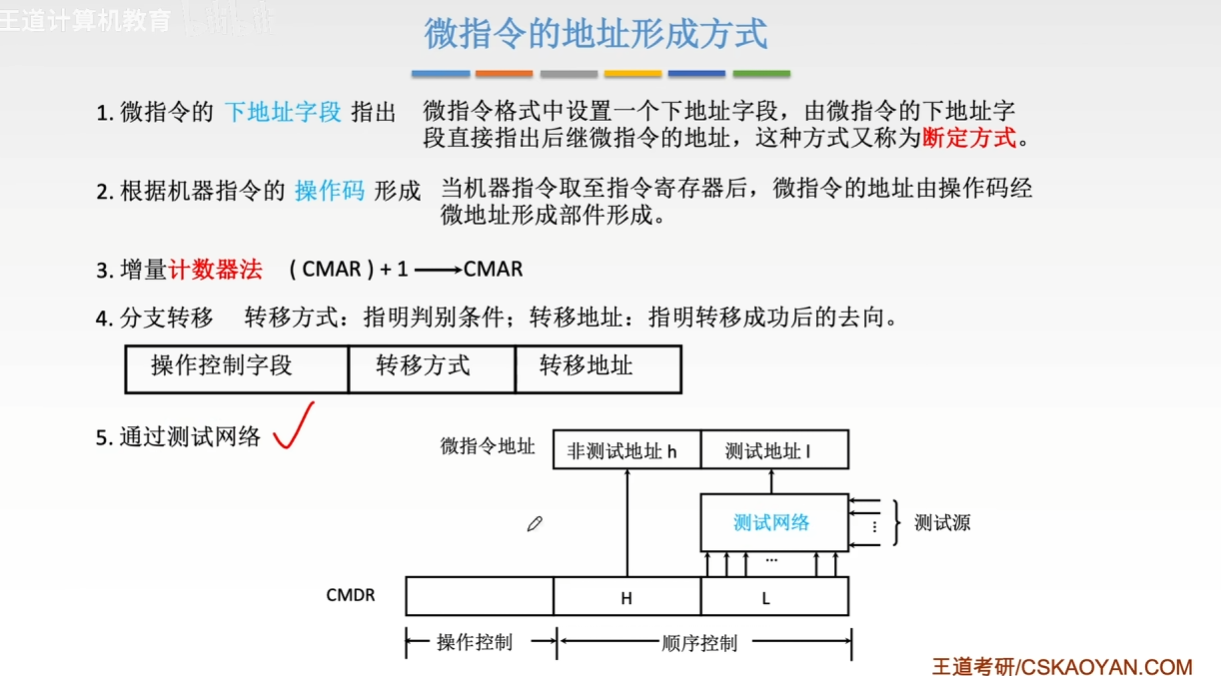 王道计算机教育
微指令的地址形成方式
1. 微指令的 下地址字段 指出 微指令格式中设置一个下地址字段，由微指令的下地址字
段直接指出后继微指令的地址，这种方式又称为断定方式。
2. 根据机器指令的 操作码 形成 当机器指令取至指令寄存器后，微指令的地址由操作码经
微地址形成部件形成。
3. 增量计数器法 ( CMAR ) + 1 → CMAR
4. 分支转移 转移方式：指明判别条件；转移地址：指明转移成功后的去向。
操作控制字段 转移方式 转移地址
5. 通过测试网络
微指令地址 非测试地址 h 测试地址 l
测试网络 ⋮ 测试源
…
CMDR H L
操作控制 顺序控制
王道考研/CSKAOYAN.COM